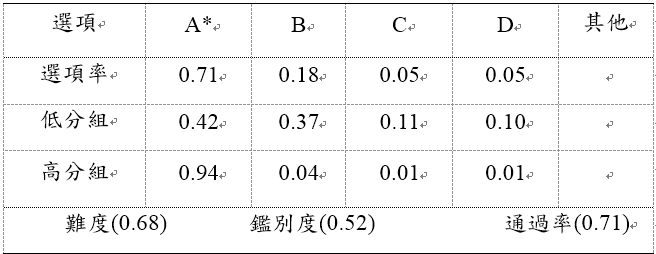 選項 A* B C D 其他
選項率 0.71 0.18 0.05 0.05
低分組 0.42 0.37 0.11 0.10
高分組 0.94 0.04 0.01 0.01
難度(0.68) 鑑別度(0.52) 通過率(0.71)